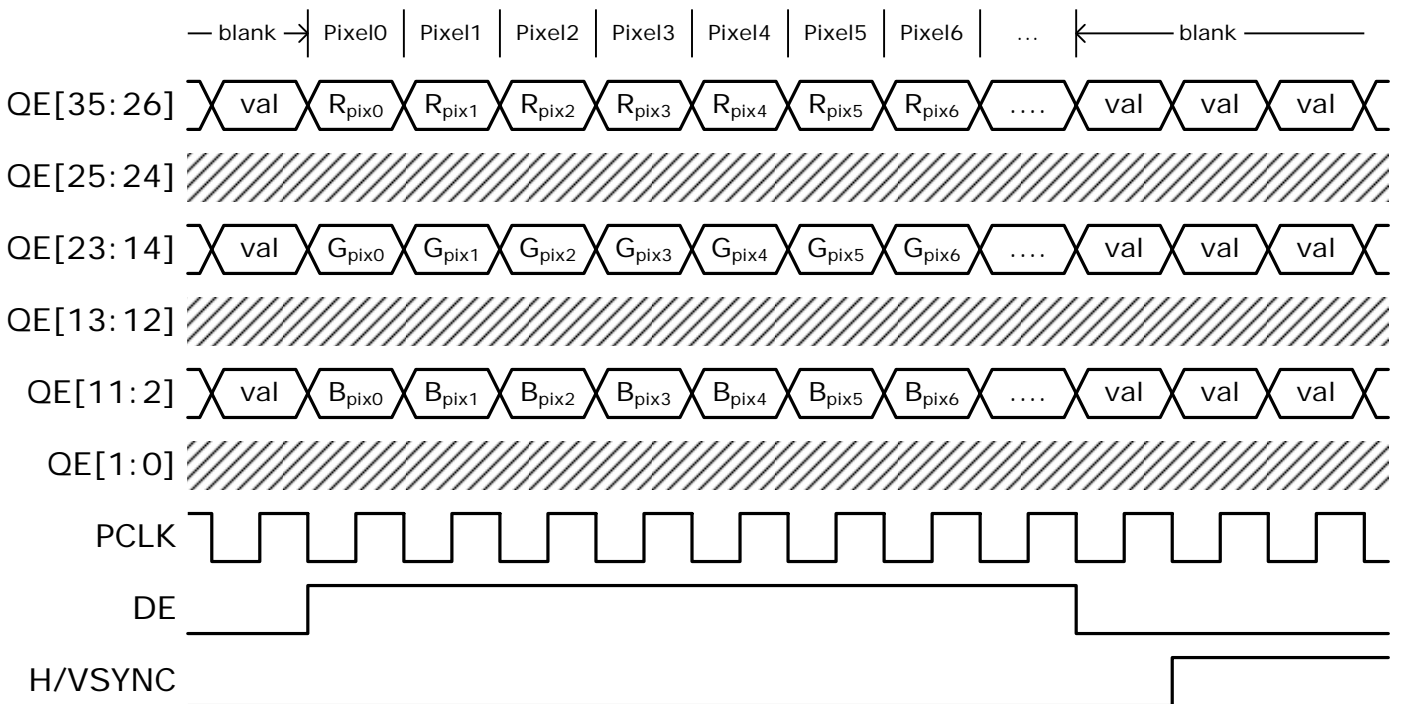 blank Pixel0 Pixel1 Pixel2 Pixel3 Pixel4 Pixel5 Pixel6 ... blank
QE[35:26] val Rpix0 Rpix1 Rpix2 Rpix3 Rpix4 Rpix5 Rpix6 .... val val val
QE[25:24]
QE[23:14] val Gpix0 Gpix1 Gpix2 Gpix3 Gpix4 Gpix5 Gpix6 .... val val val
QE[13:12]
QE[11:2] val Bpix0 Bpix1 Bpix2 Bpix3 Bpix4 Bpix5 Bpix6 .... val val val
QE[1:0]
PCLK
DE
H/VSYNC